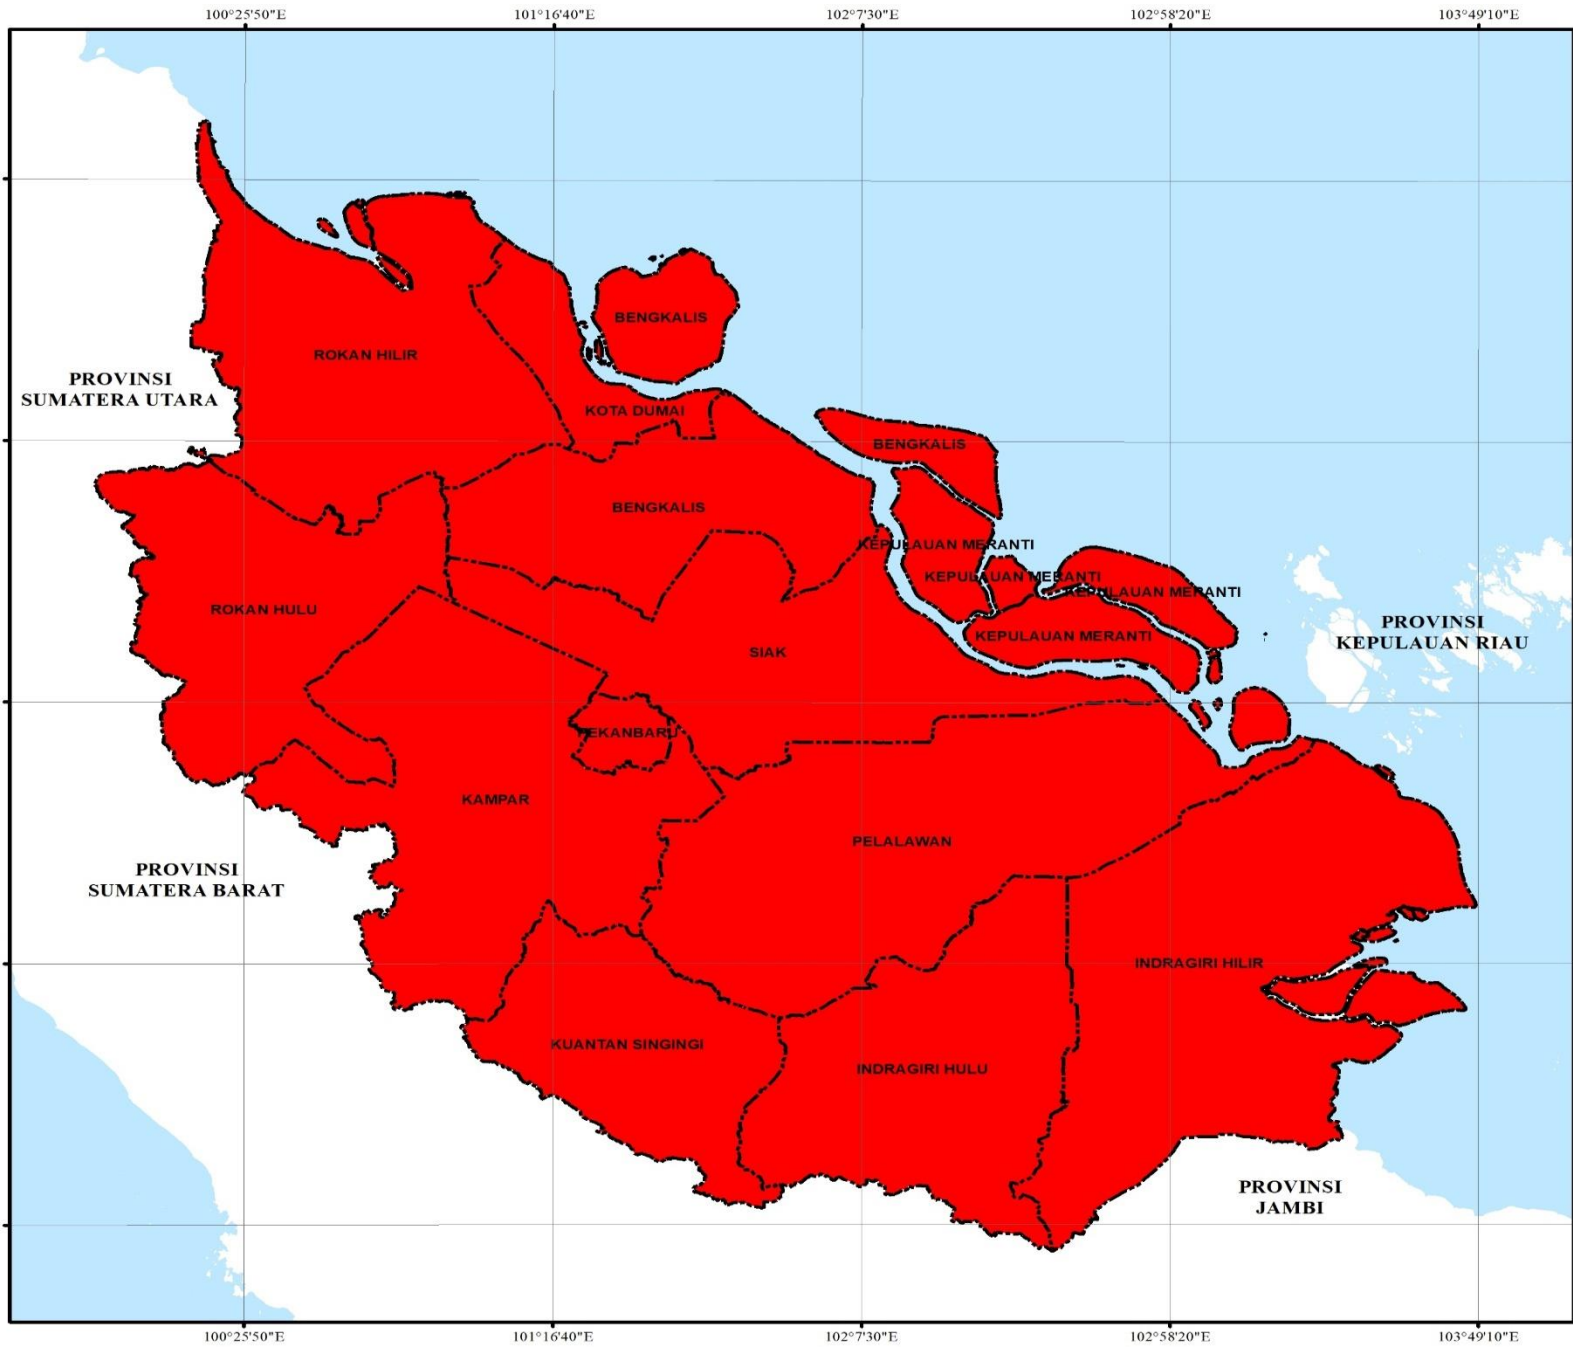 100°25'50"E
101°16'40"E
102°7'30"E
102°58'20"E
103°49'10"E
BENGKALIS
ROKAN HILIR
PROVINSI
SUMATERA UTARA
KOTA DUMAI
BENGKALIS
BENGKALIS
KEPULAUAN MERANTI
KEPULAUAN MERANTI
KEPULAUAN MERANTI
ROKAN HULU
KEPULAUAN MERANTI
PROVINSI
KEPULAUAN RIAU
SIAK
PEKANBARU
KAMPAR
PELALAWAN
PROVINSI
SUMATERA BARAT
INDRAGIRI HILIR
KUANTAN SINGINGI
INDRAGIRI HULU
PROVINSI
JAMBI
100°25'50"E
101°16'40"E
102°7'30"E
102°58'20"E
103°49'10"E